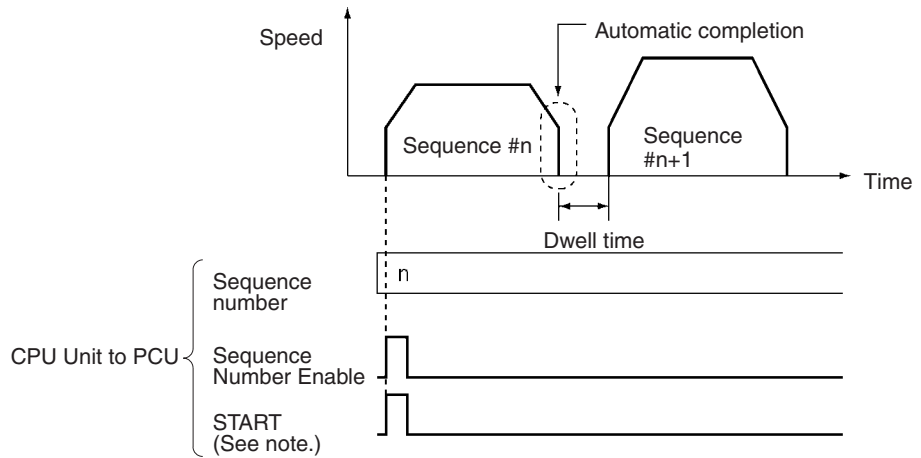 Speed
Automatic completion
Sequence #n
Sequence
#n+1
Time
Dwell time
Sequence
number
n
CPU Unit to PCU
Sequence
Number Enable
START
(See note.)